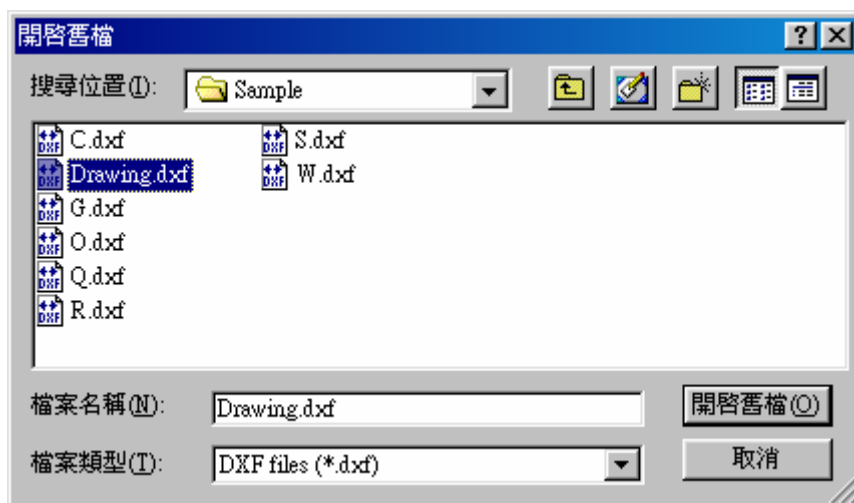 開啓舊檔
搜尋位置(I): Sample
C.dxf S.dxf
Drawing.dxf W.dxf
G.dxf
O.dxf
Q.dxf
R.dxf
檔案名稱(N): Drawing.dxf 開啓舊檔(O)
檔案類型(T): DXF files (*.dxf) 取消